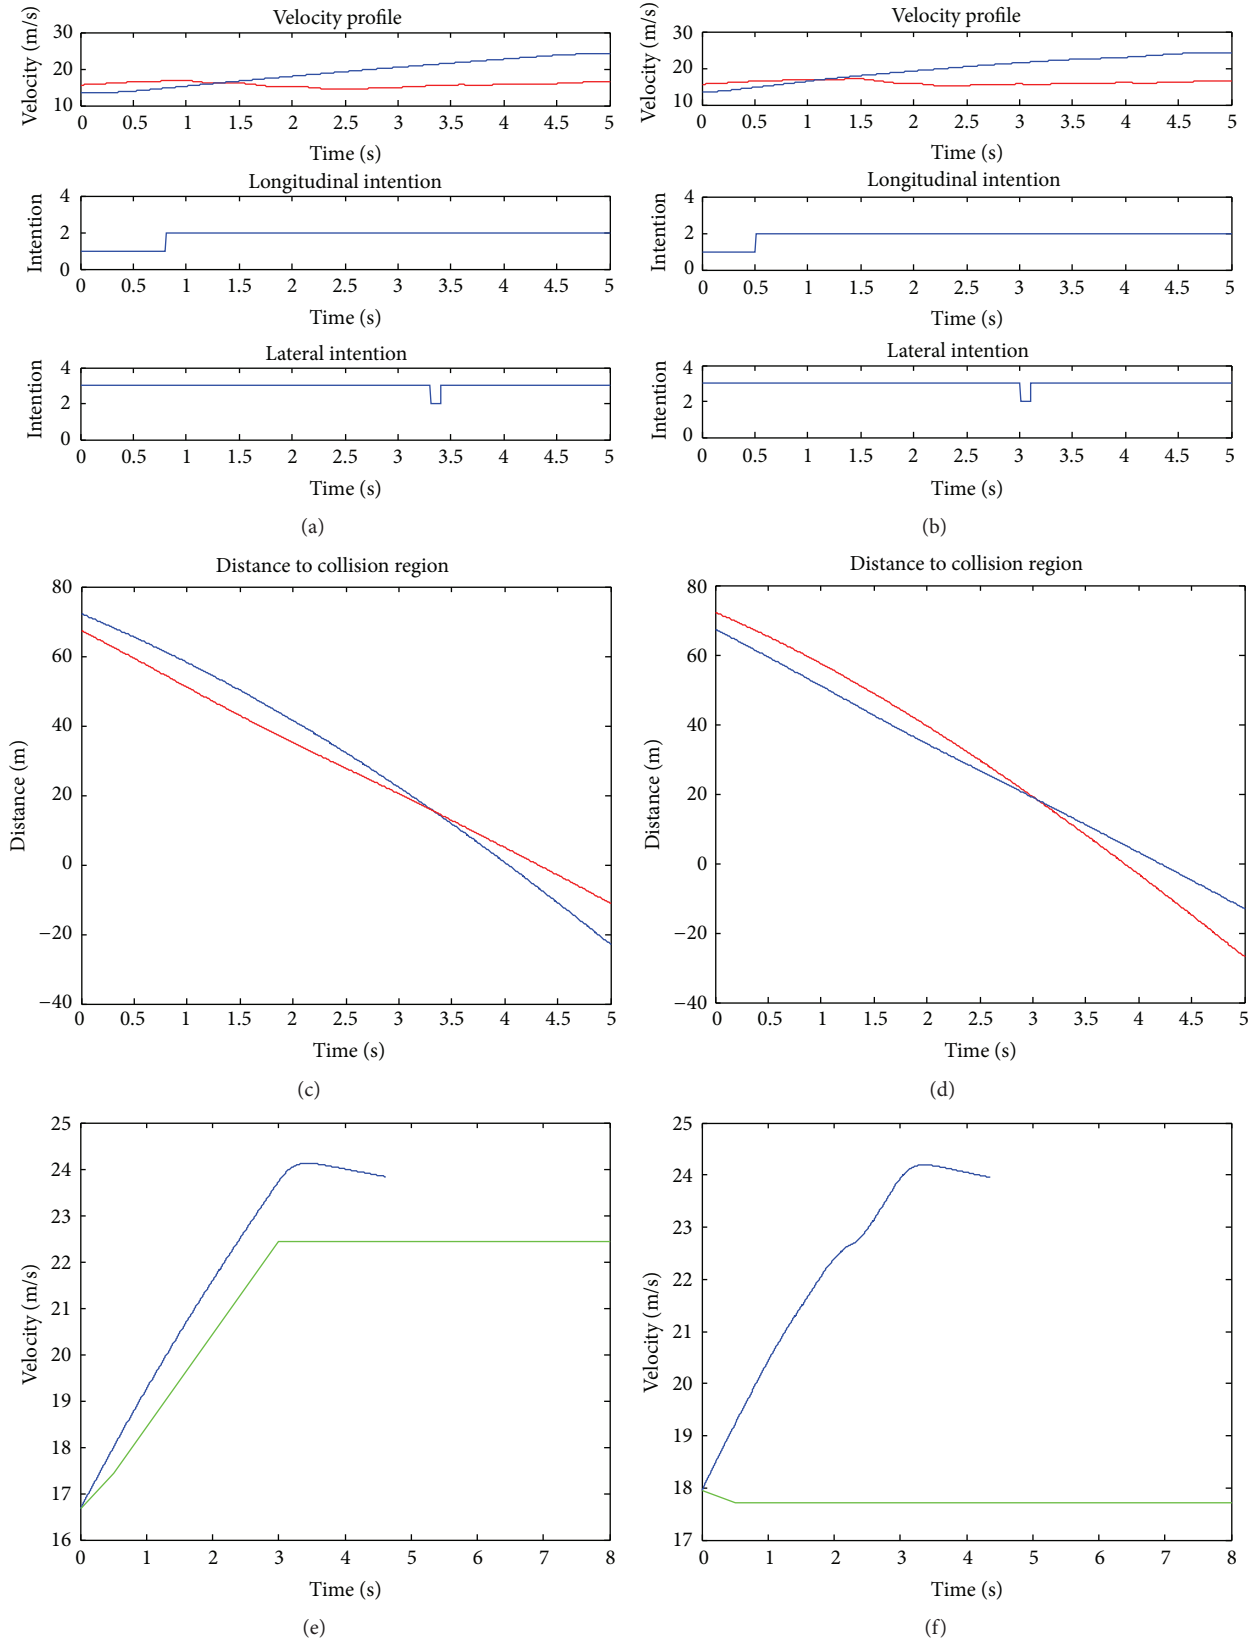 Velocity profile
Velocity (m/s)
30
20
10
0 0.5 1 1.5 2 2.5 3 3.5 4 4.5 5
Time (s)
Longitudinal intention
Intention
4
2
0
0 0.5 1 1.5 2 2.5 3 3.5 4 4.5 5
Time (s)
Lateral intention
Intention
4
2
0
0 0.5 1 1.5 2 2.5 3 3.5 4 4.5 5
Time (s)
(a)
Velocity profile
Velocity (m/s)
30
20
10
0 0.5 1 1.5 2 2.5 3 3.5 4 4.5 5
Time (s)
Longitudinal intention
Intention
4
2
0
0 0.5 1 1.5 2 2.5 3 3.5 4 4.5 5
Time (s)
Lateral intention
Intention
4
2
0
0 0.5 1 1.5 2 2.5 3 3.5 4 4.5 5
Time (s)
(b)
Distance to collision region
Distance (m)
80
60
40
20
0
−20
−40
0 0.5 1 1.5 2 2.5 3 3.5 4 4.5 5
Time (s)
(c)
Distance to collision region
Distance (m)
80
60
40
20
0
−20
−40
0 0.5 1 1.5 2 2.5 3 3.5 4 4.5 5
Time (s)
(d)
Velocity (m/s)
25
24
23
22
21
20
19
18
17
16
0 1 2 3 4 5 6 7 8
Time (s)
(e)
Velocity (m/s)
25
24
23
22
21
20
19
18
17
0 1 2 3 4 5 6 7 8
Time (s)
(f)